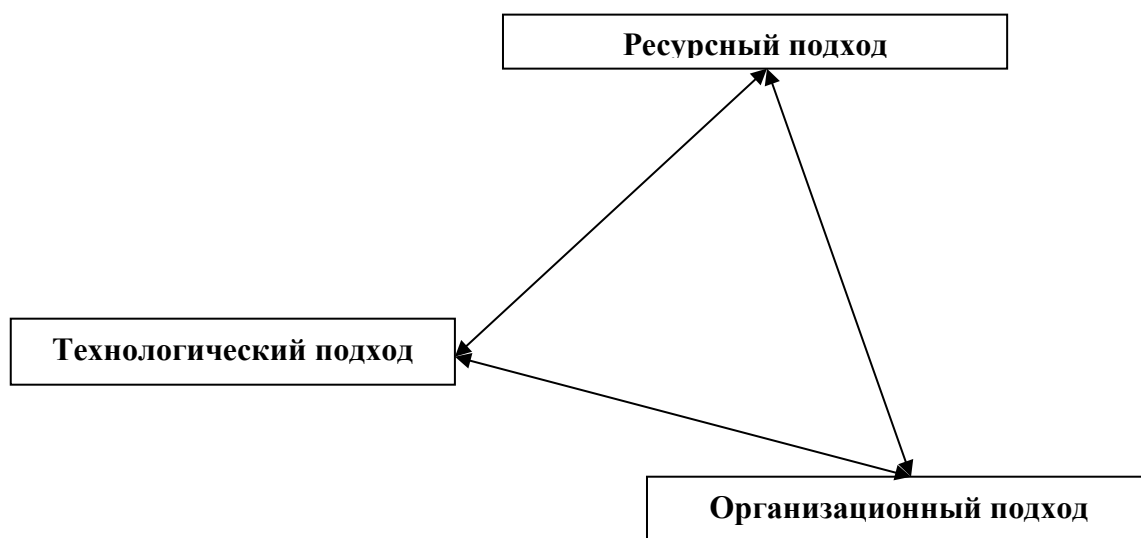 Ресурсный подход
Технологический подход
Организационный подход